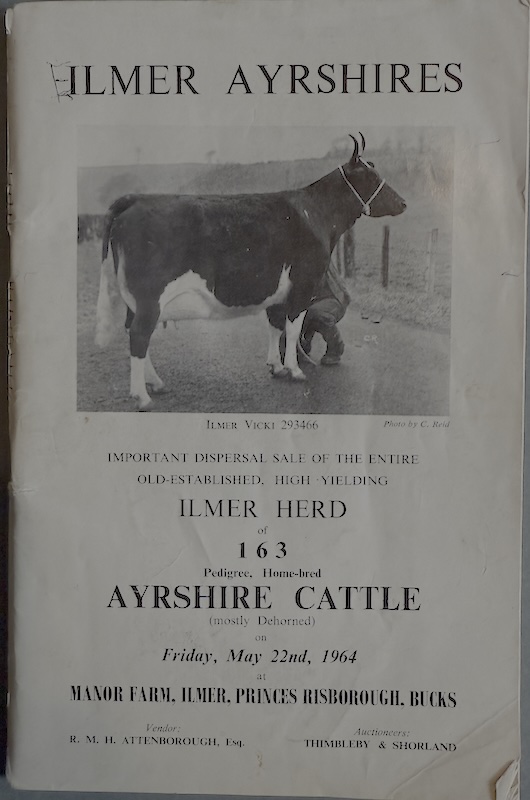 ILMER AYRSHIRES
9
ILMER VICKI 293466
Photo by C. Reid
IMPORTANT DISPERSAL SALE OF THE ENTIRE
OLD-ESTABLISHED, HIGH YIELDING
ILMER HERD
of
163
Pedigree, Home-bred
AYRSHIRE CATTLE
(mostly Dehorned)
on
Friday, May 22nd, 1964
at
MANOR FARM, ILMER, PRINCES RISBOROUGH, BUCKS
Vendor:
R. M. H. ATTENBOROUGH, Esq.
Auctioneers:
THIMBLEBY & SHORLAND